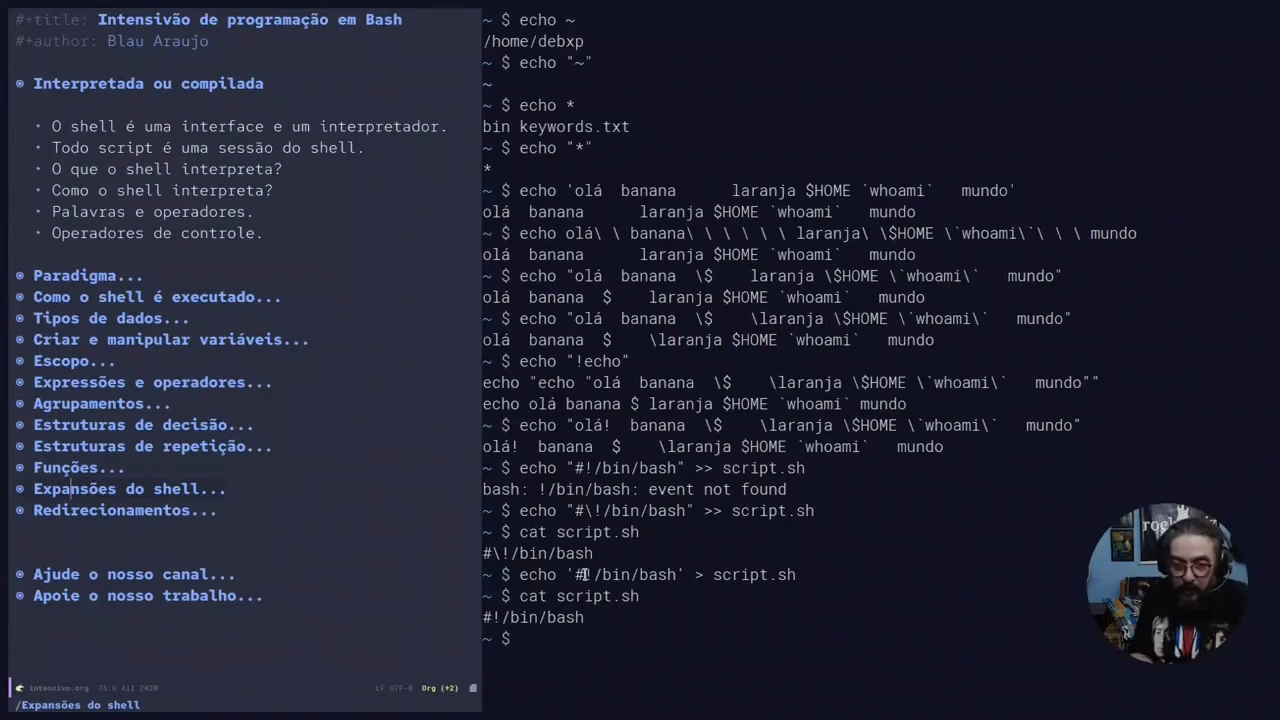 #+title: Intensivão de programação em Bash
#+author: Blau Araujo
Interpretada ou compilada
• O shell é uma interface e um interpretador.
• Todo script é uma sessão do shell.
• O que o shell interpreta?
• Como o shell interpreta?
• Palavras e operadores.
• Operadores de controle.
Paradigma...
Como o shell é executado...
Tipos de dados...
Criar e manipular variáveis...
Escopo...
Expressões e operadores...
Agrupamentos...
Estruturas de decisão...
Estruturas de repetição...
Funções...
Expansões do shell...
Redirecionamentos...
Ajude o nosso canal...
Apoie o nosso trabalho...
intensivo.org 75:6 All 242W LF UTF-8 Org (+2)
/Expansões do shell
~ $ echo ~
/home/debxp
~ $ echo "~"
~
~ $ echo *
bin keywords.txt
~ $ echo "*"
*
~ $ echo 'olá  banana      laranja $HOME `whoami`   mundo'
olá  banana      laranja $HOME `whoami`   mundo
~ $ echo olá\ \ banana\ \ \ \ \ \ laranja\ \$HOME \`whoami\`\ \ \ mundo
olá  banana      laranja $HOME `whoami`   mundo
~ $ echo "olá  banana  \$    laranja \$HOME \`whoami\`   mundo"
olá  banana  $    laranja $HOME `whoami`   mundo
~ $ echo "olá  banana  \$    \laranja \$HOME \`whoami\`   mundo"
olá  banana  $    \laranja $HOME `whoami`   mundo
~ $ echo "!echo"
echo "echo "olá  banana  \$    \laranja \$HOME \`whoami\`   mundo""
echo olá banana $ laranja $HOME `whoami` mundo
~ $ echo "olá!  banana  \$    \laranja \$HOME \`whoami\`   mundo"
olá!  banana  $    \laranja $HOME `whoami`   mundo
~ $ echo "#!/bin/bash" >> script.sh
bash: !/bin/bash: event not found
~ $ echo "#\!/bin/bash" >> script.sh
~ $ cat script.sh
#\!/bin/bash
~ $ echo '#!/bin/bash' > script.sh
~ $ cat script.sh
#!/bin/bash
~ $